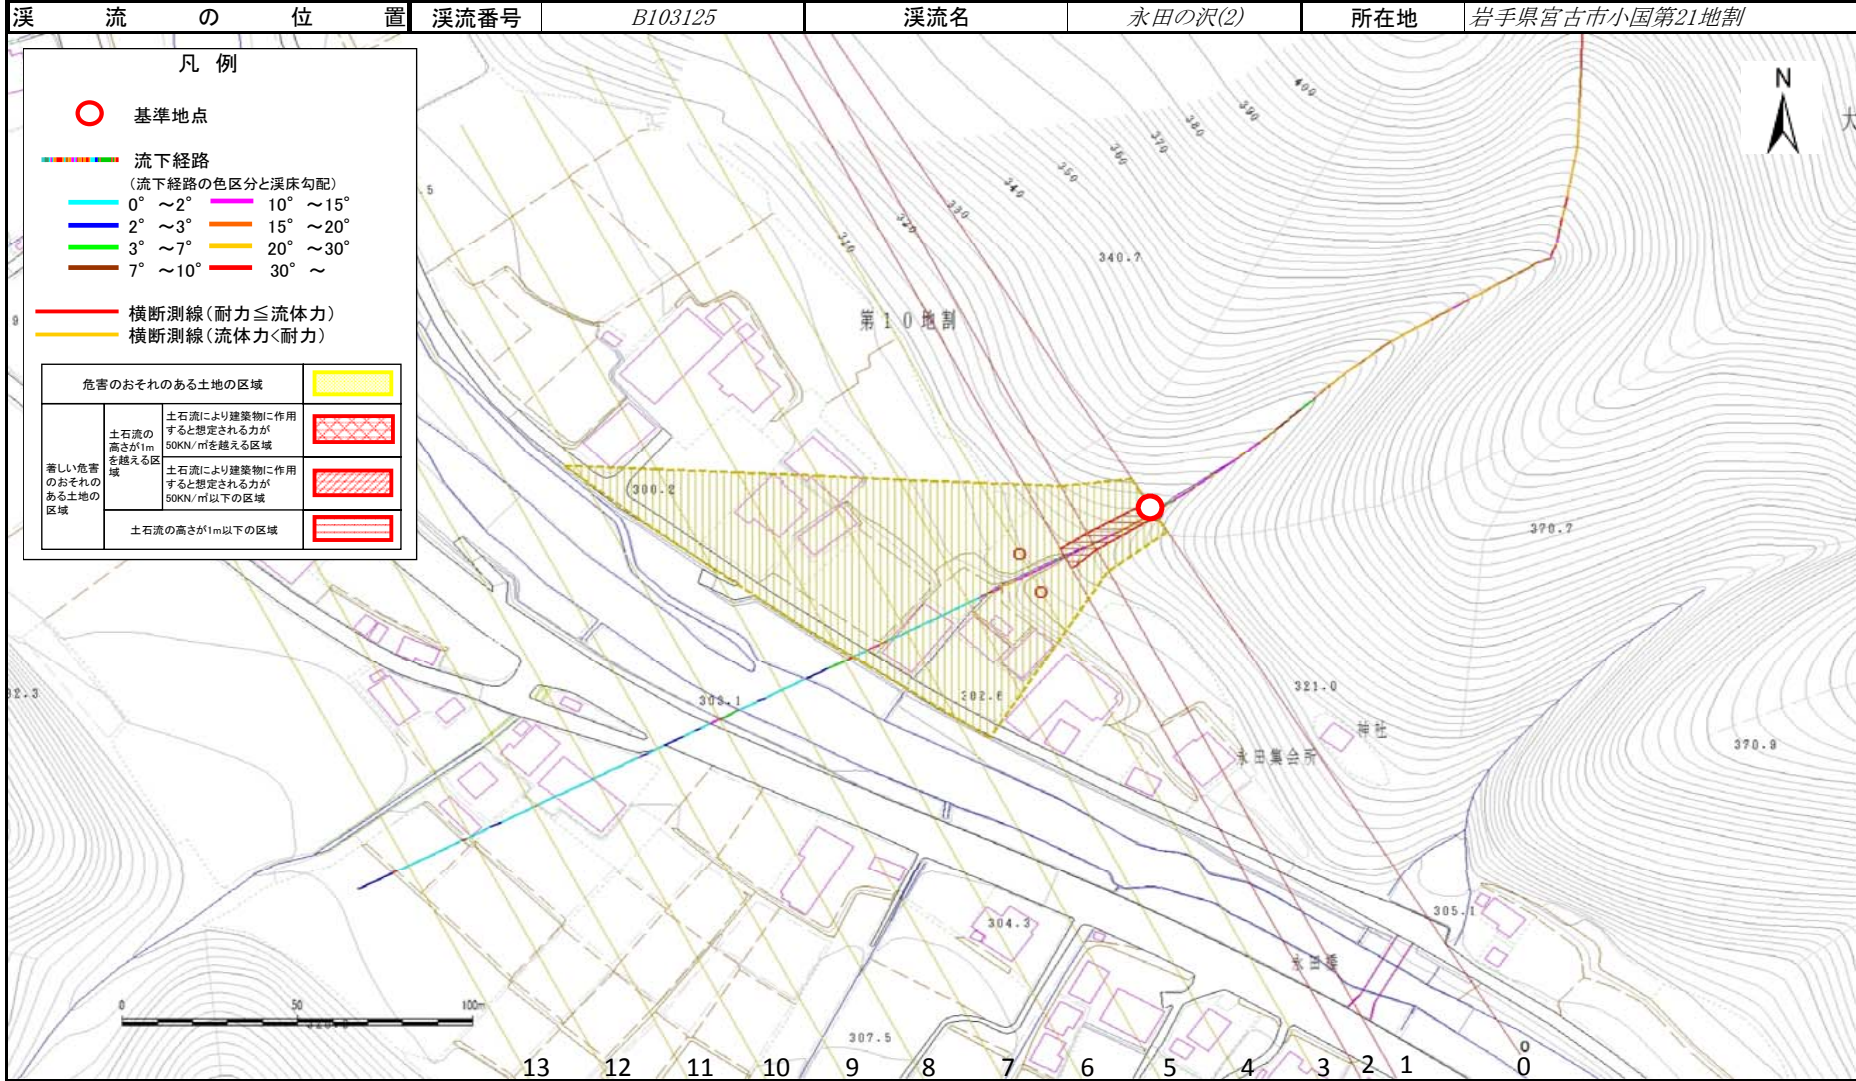 渓流の位置 渓流番号 B103125 渓流名 永田の沢(2) 所在地 岩手県宮古市小国第21地割
凡 例
基準地点
流下経路
(流下経路の色区分と渓床勾配)
0° ～2° 10° ～15°
2° ～3° 15° ～20°
3° ～7° 20° ～30°
7° ～10° 30° ～
横断測線(耐力≦流体力)
横断測線(流体力<耐力)
危害のおそれのある土地の区域
著しい危害
のおそれの
ある土地の
区域
土石流の
高さが1m
を越える区
域
土石流により建築物に作用
すると想定される力が
50KN/㎡を越える区域
土石流により建築物に作用
すると想定される力が
50KN/㎡以下の区域
土石流の高さが1m以下の区域
N
大
400
390
380
370
360
350
340
330
320
310
340.7
第10地割
300.2
370.7
302.6
303.1
321.0
神社
永田集会所
370.9
305.1
304.3
永田橋
307.5
0 50 100m
13 12 11 10 9 8 7 6 5 4 3 2 1 0